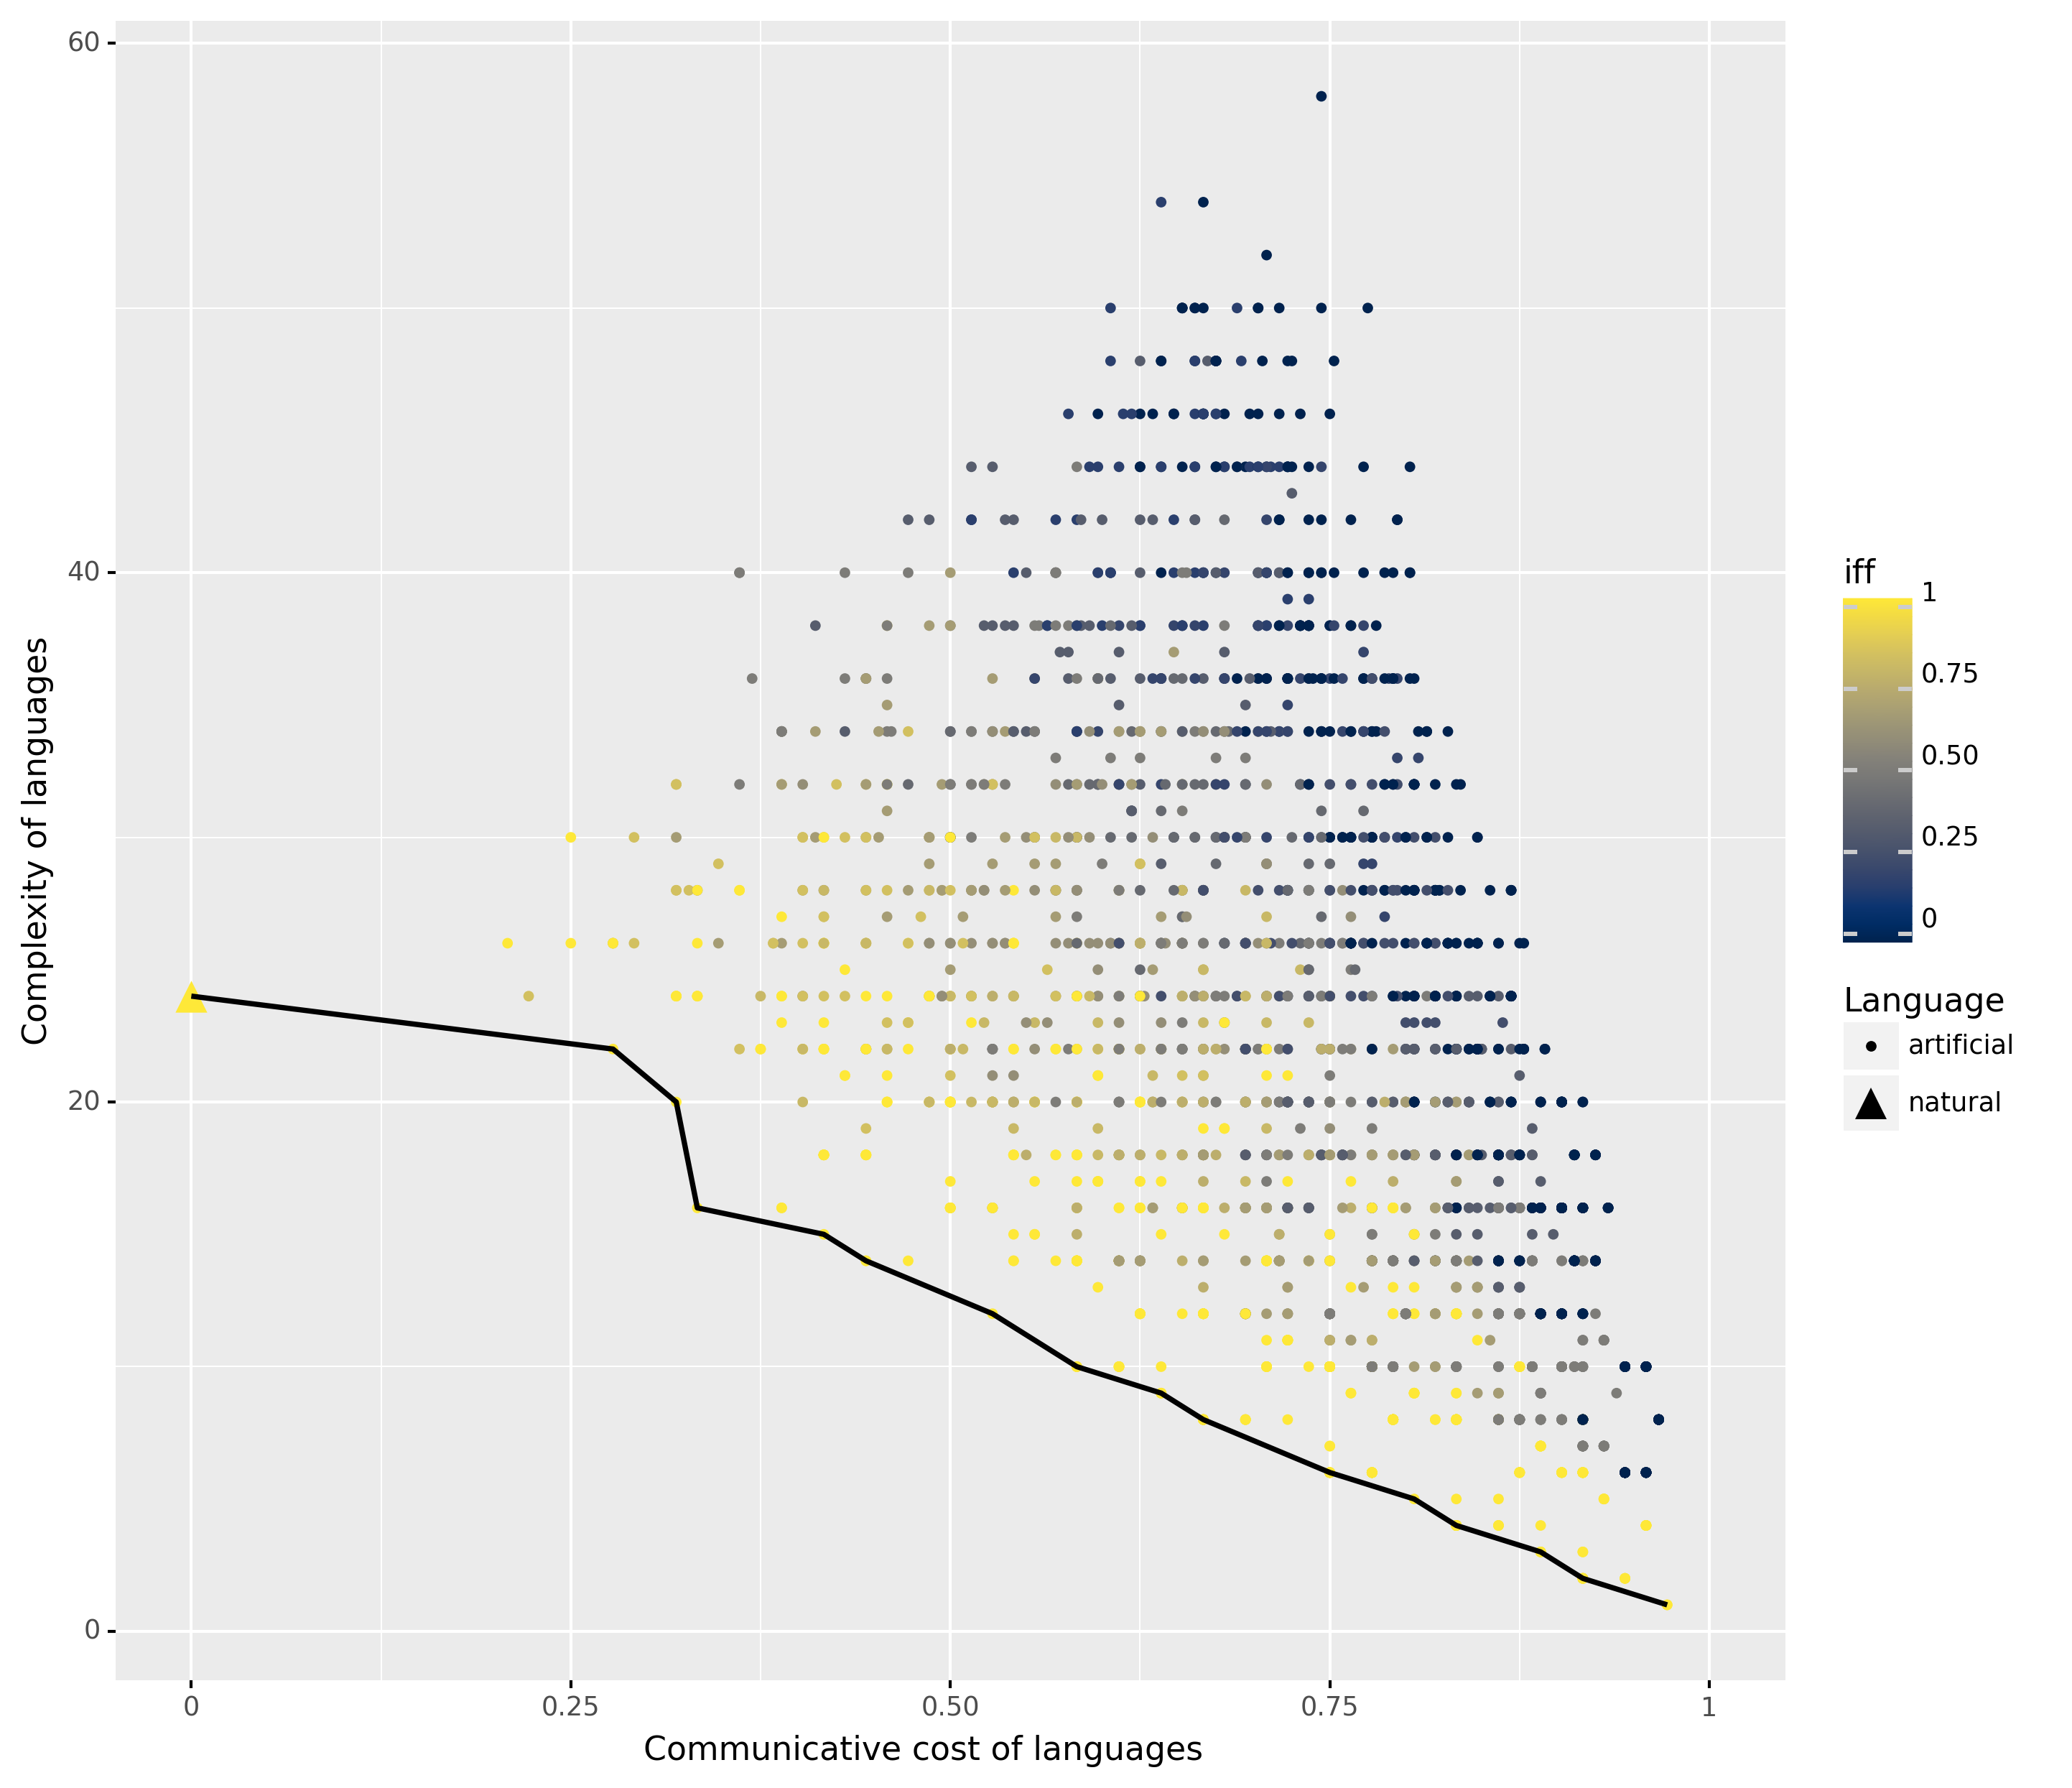 60
40
20
0
Complexity of languages
0 0.25 0.50 0.75 1
Communicative cost of languages
iff
1
0.75
0.50
0.25
0
Language
artificial
natural